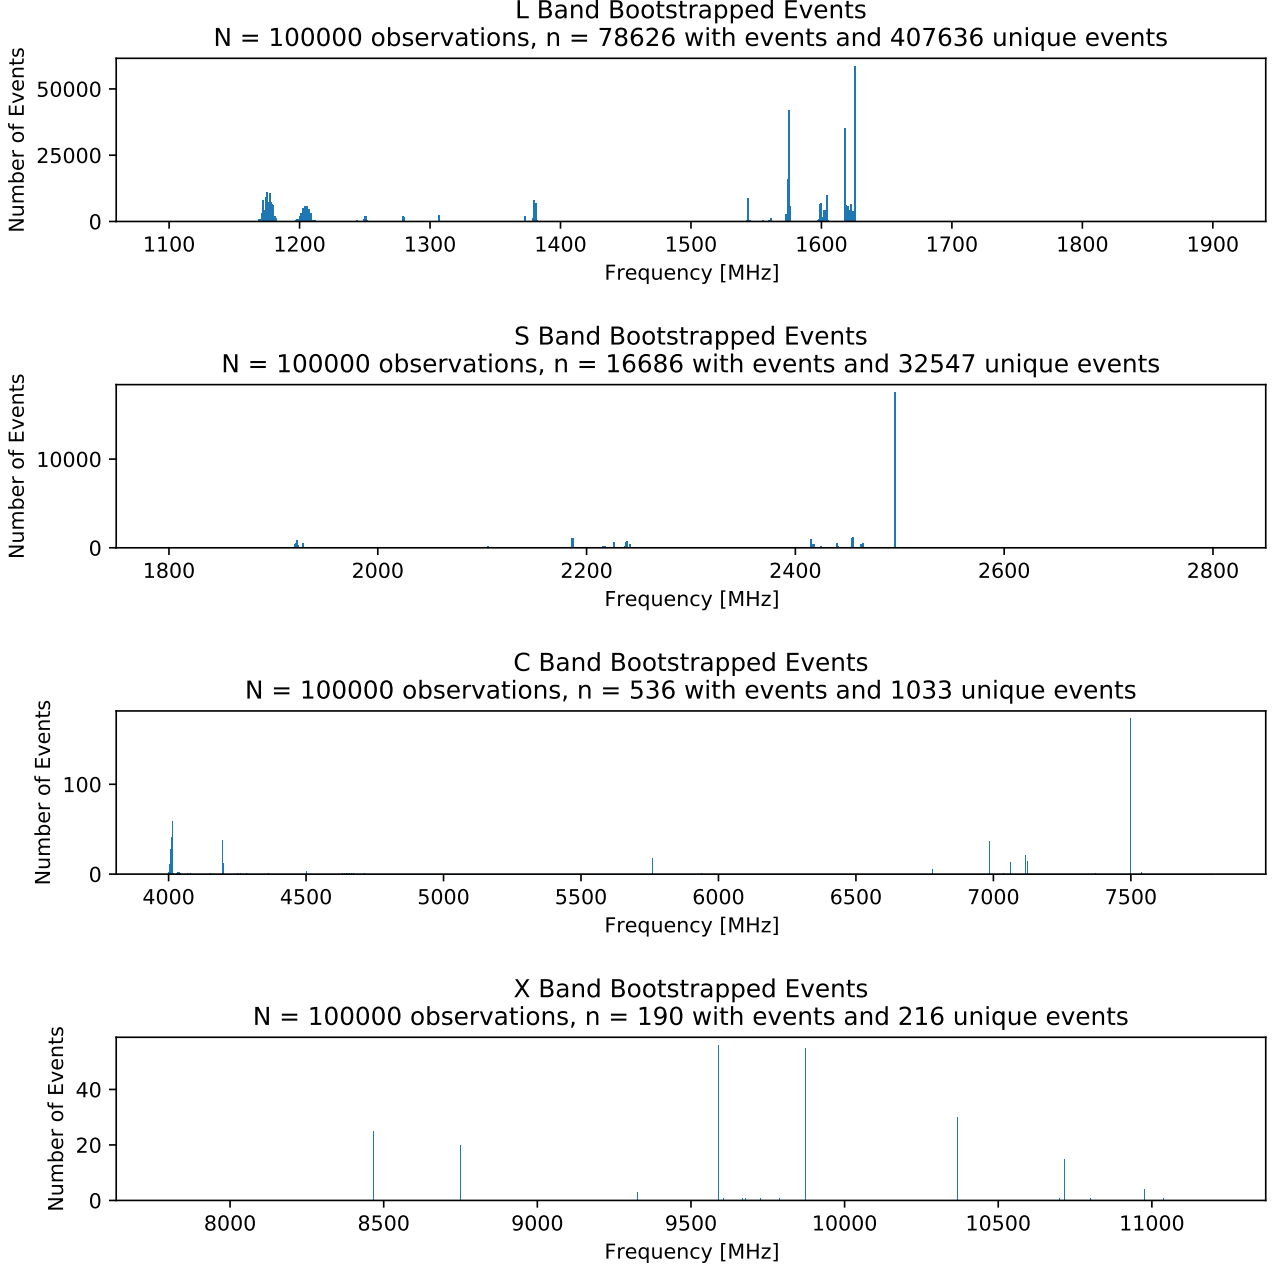 L Band Bootstrapped Events
N = 100000 observations, n = 78626 with events and 407636 unique events
Number of Events
50000
25000
0
1100 1200 1300 1400 1500 1600 1700 1800 1900
Frequency [MHz]
S Band Bootstrapped Events
N = 100000 observations, n = 16686 with events and 32547 unique events
Number of Events
10000
0
1800 2000 2200 2400 2600 2800
Frequency [MHz]
C Band Bootstrapped Events
N = 100000 observations, n = 536 with events and 1033 unique events
Number of Events
100
0
4000 4500 5000 5500 6000 6500 7000 7500
Frequency [MHz]
X Band Bootstrapped Events
N = 100000 observations, n = 190 with events and 216 unique events
Number of Events
40
20
0
8000 8500 9000 9500 10000 10500 11000
Frequency [MHz]